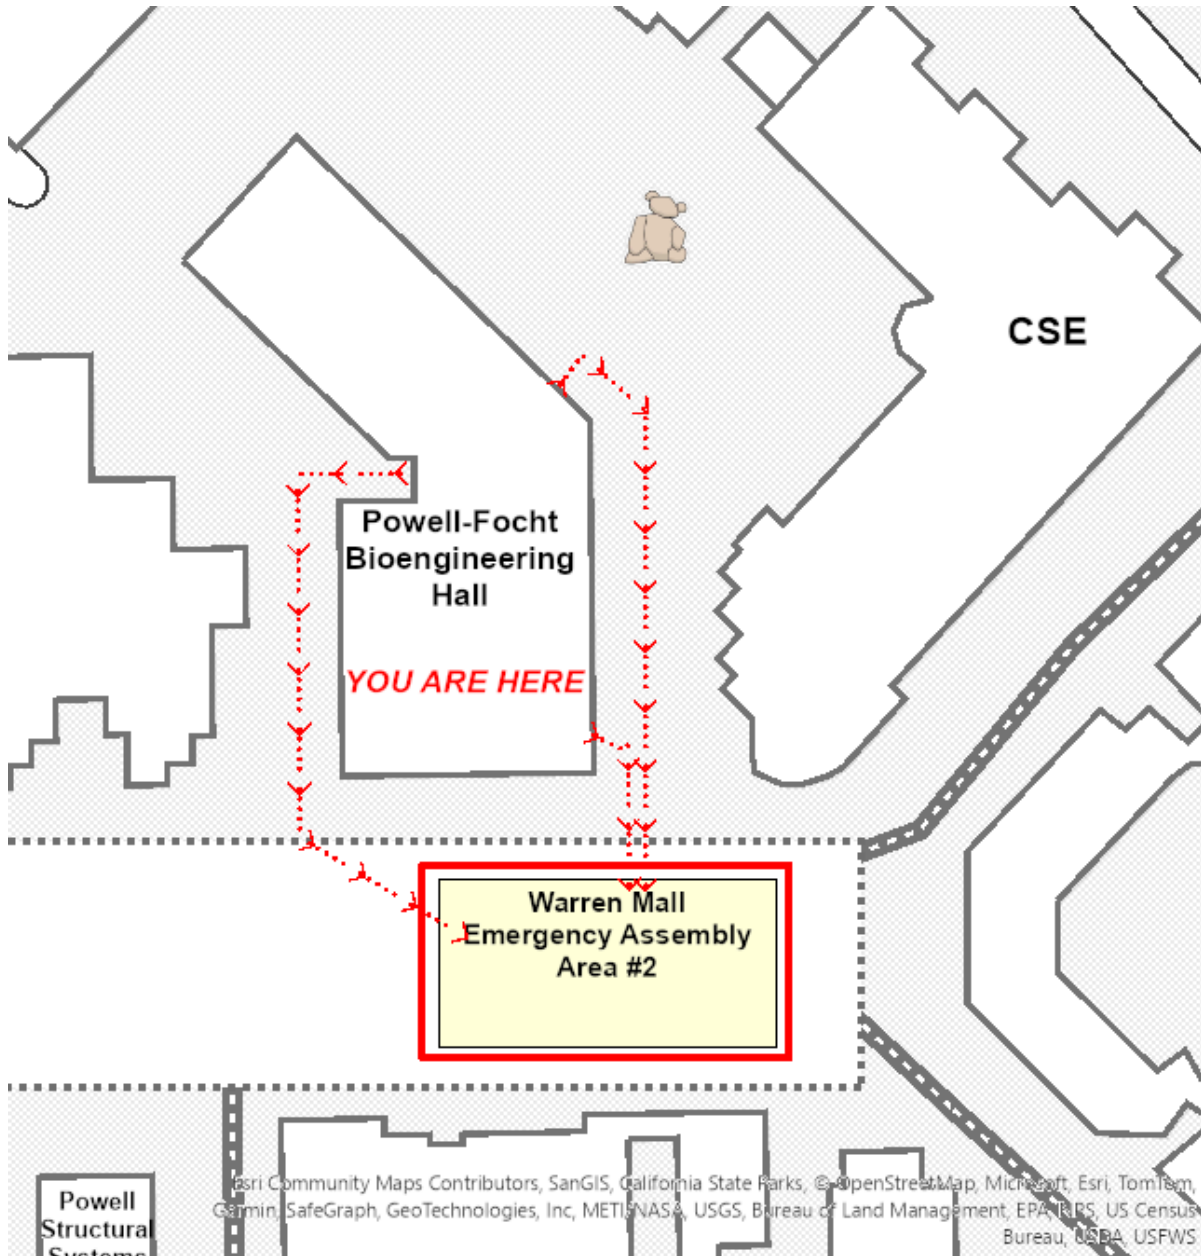 CSE
Powell-Focht
Bioengineering
Hall
YOU ARE HERE
Warren Mall
Emergency Assembly
Area #2
Powell
Structural
Systems
Esri Community Maps Contributors, SanGIS, California State Parks, © OpenStreetMap, Microsoft, Esri, TomTom,
Garmin, SafeGraph, GeoTechnologies, Inc, METI/NASA, USGS, Bureau of Land Management, EPA, NPS, US Census
Bureau, USDA, USFWS